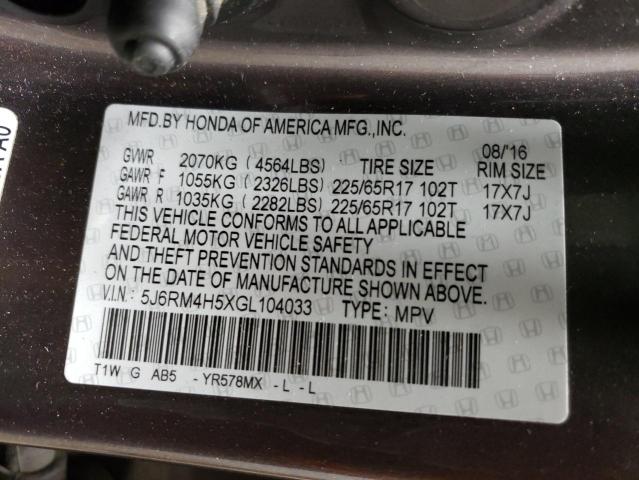 MFD.BY HONDA OF AMERICA MFG.,INC. 08/'16
GVWR 2070KG ( 4564LBS) TIRE SIZE RIM SIZE
GAWR F 1055KG ( 2326LBS) 225/65R17 102T 17X7J
GAWR R 1035KG ( 2282LBS) 225/65R17 102T 17X7J
THIS VEHICLE CONFORMS TO ALL APPLICABLE
FEDERAL MOTOR VEHICLE SAFETY
AND THEFT PREVENTION STANDARDS IN EFFECT
ON THE DATE OF MANUFACTURE SHOWN ABOVE.
V.I.N: 5J6RM4H5XGL104033 TYPE: MPV
T1W G AB5 - YR578MX - L - L